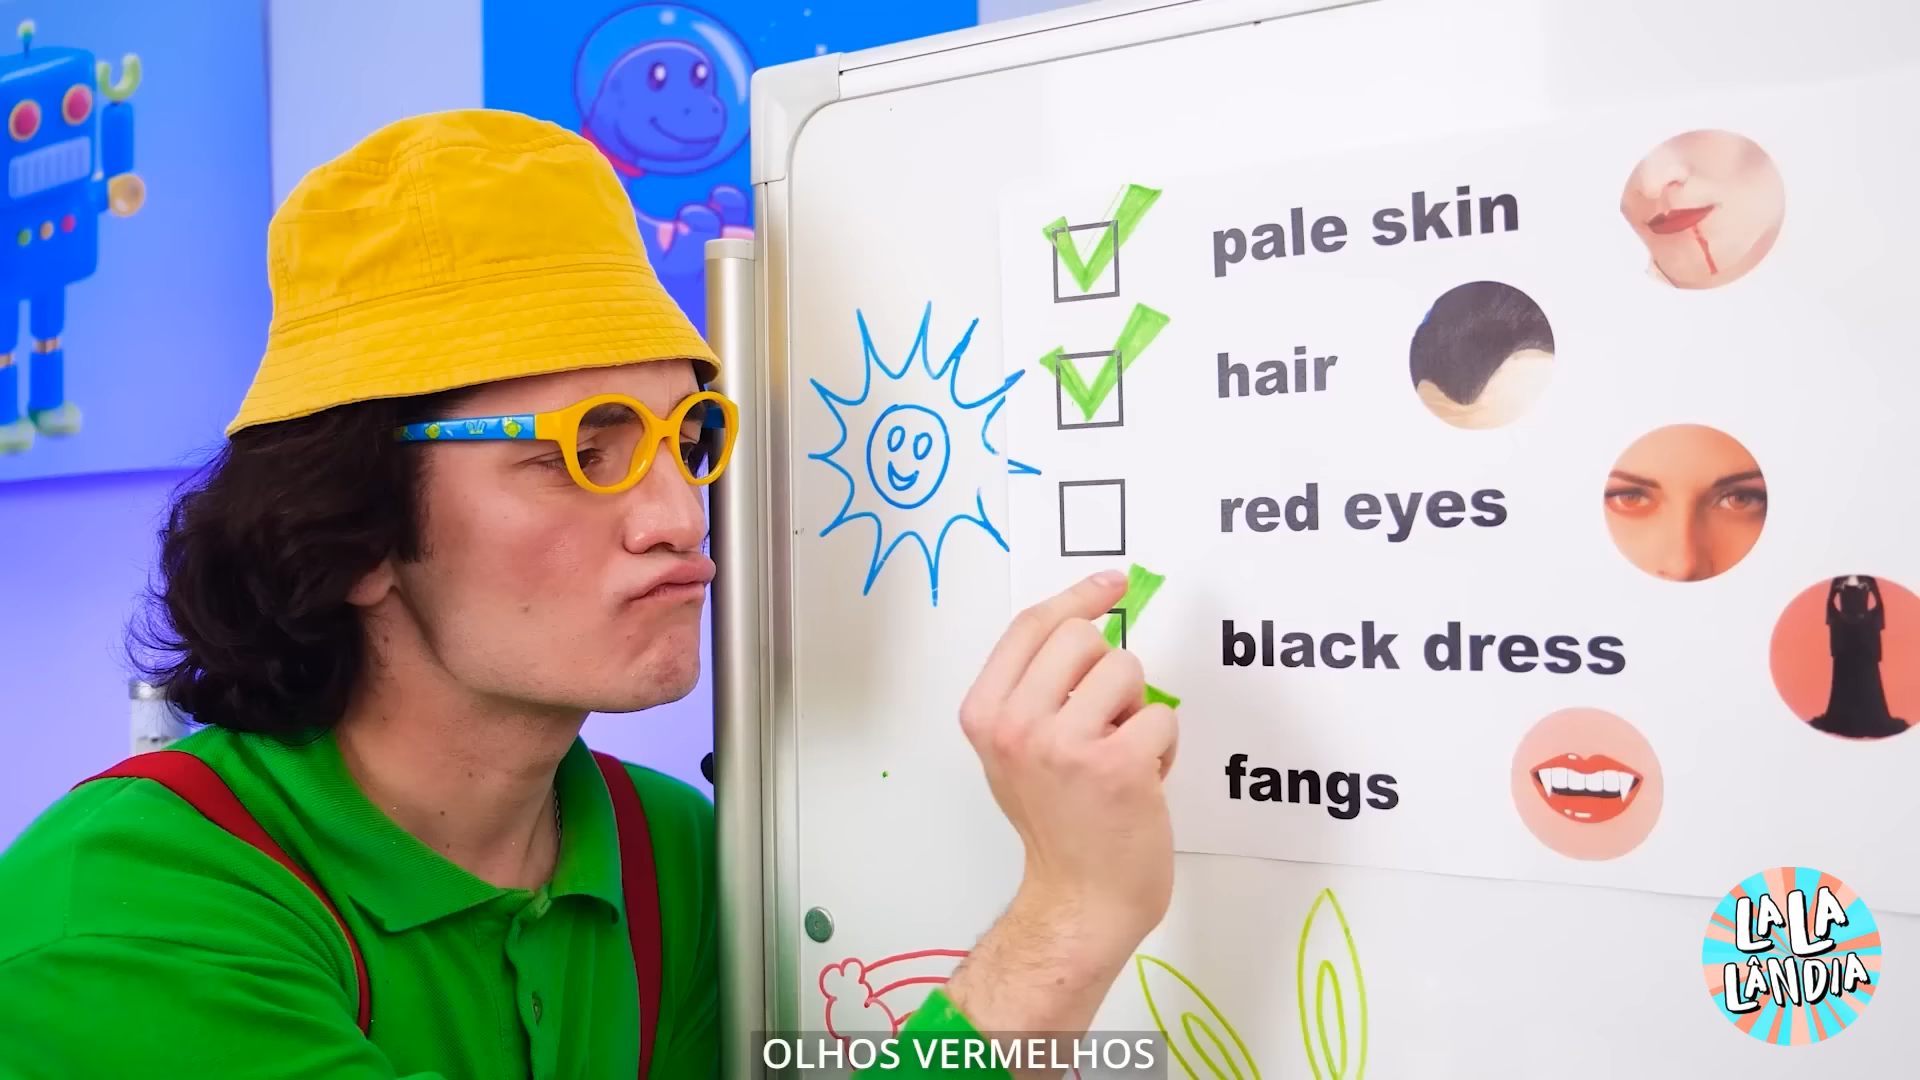 pale skin
hair
red eyes
black dress
fangs
LA LA
LÂNDIA
OLHOS VERMELHOS